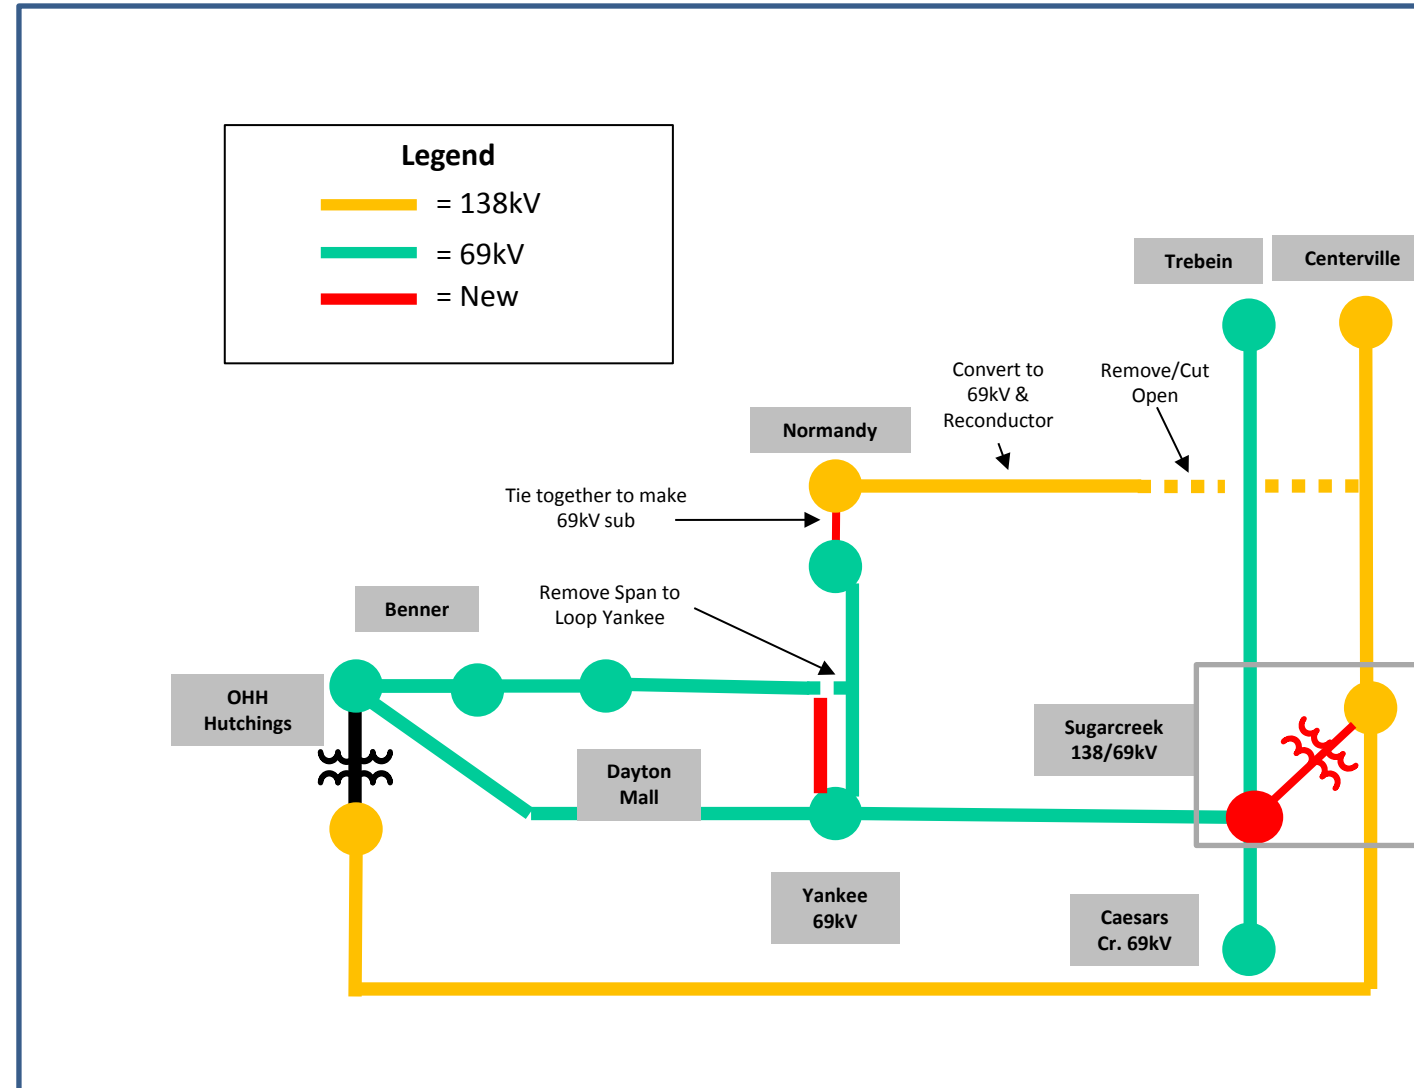 Legend
= 138kV
= 69kV
= New
Trebein
Centerville
Convert to
69kV &
Reconductor
Remove/Cut
Open
Normandy
Tie together to make
69kV sub
Remove Span to
Loop Yankee
Benner
OHH
Hutchings
Sugarcreek
138/69kV
Dayton
Mall
Yankee
69kV
Caesars
Cr. 69kV